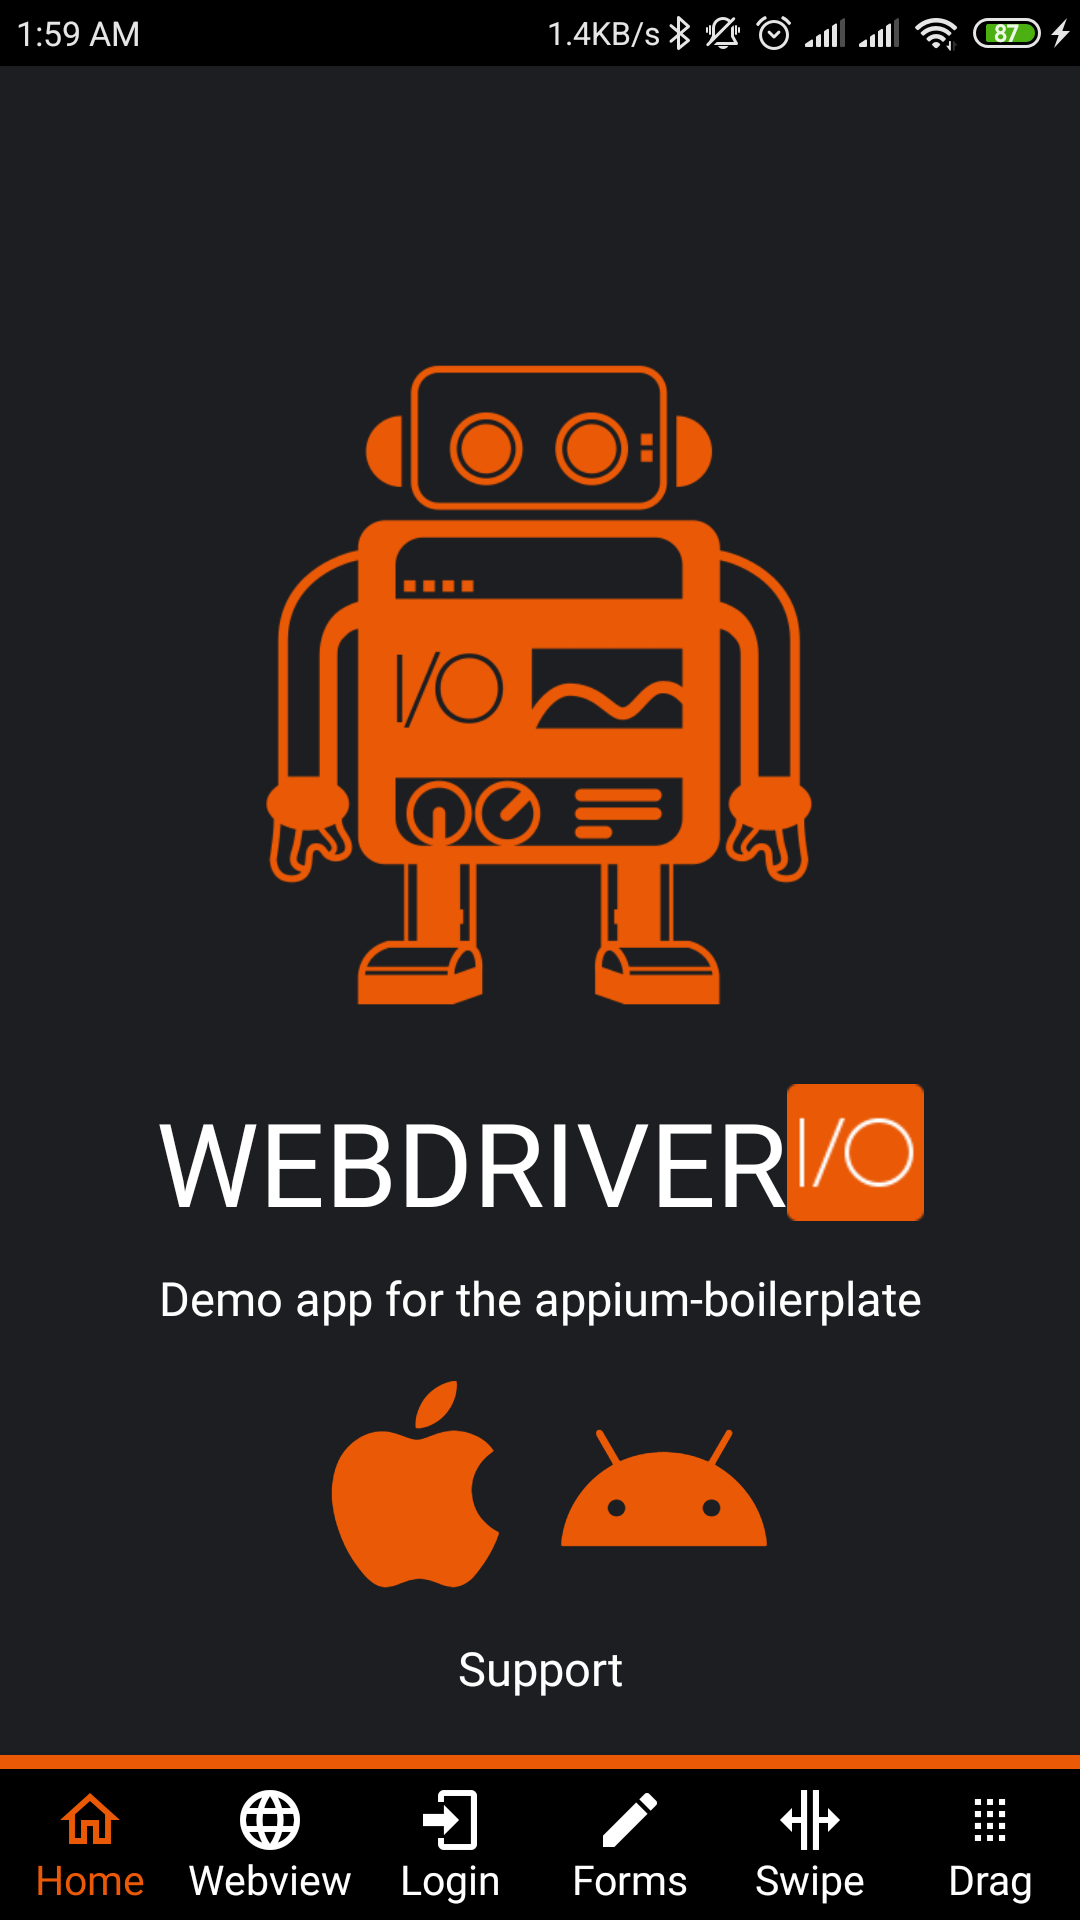 1:59 AM 1.4KB/s 87
I/O
WEBDRIVER I/O
Demo app for the appium-boilerplate
Support
Home Webview Login Forms Swipe Drag